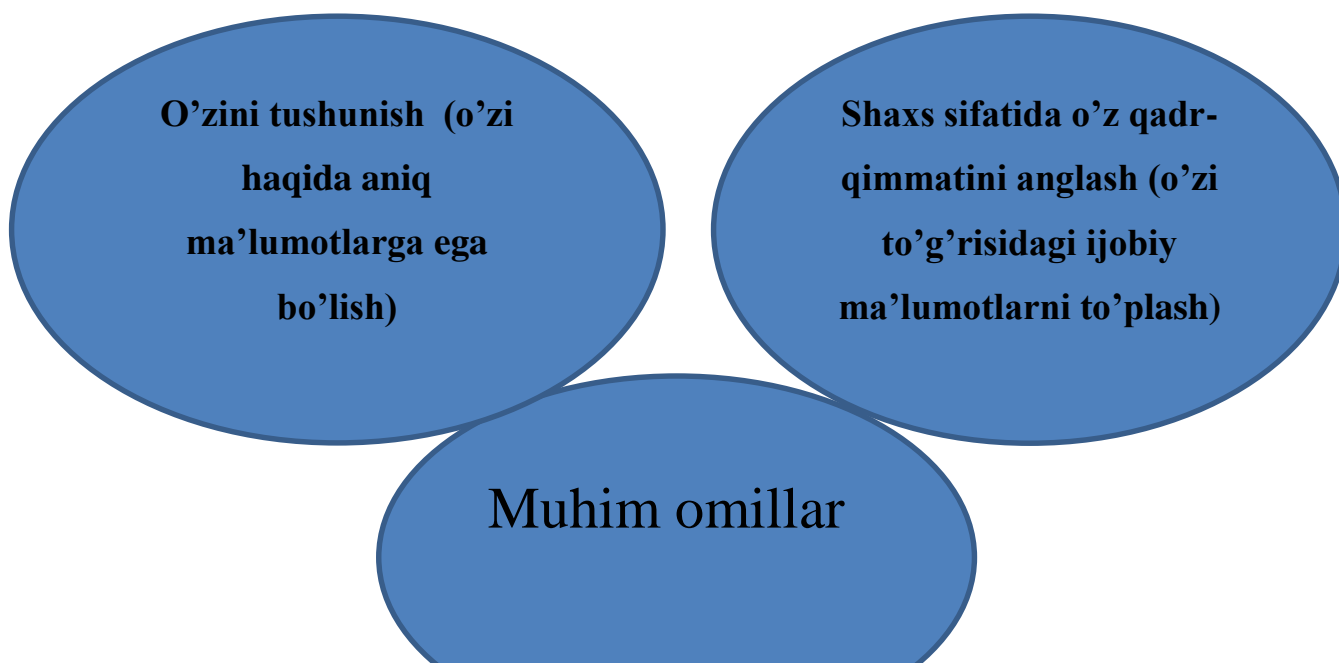 O’zini tushunish (o’zi
haqida aniq
ma’lumotlarga ega
bo’lish)
Shaxs sifatida o’z qadr-
qimmatini anglash (o’zi
to’g’risidagi ijobiy
ma’lumotlarni to’plash)
Muhim omillar